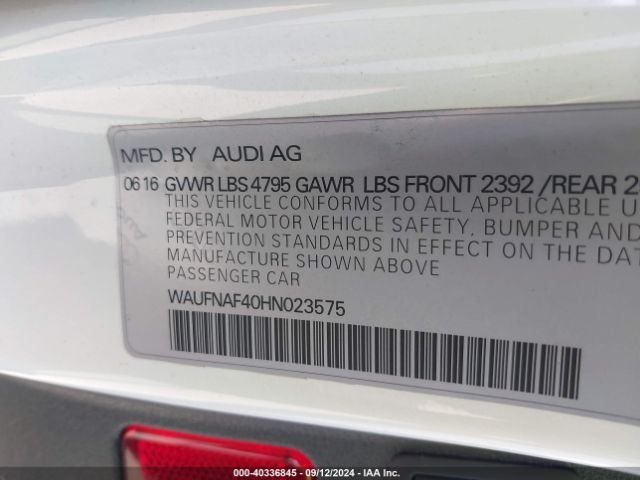 MFD. BY AUDI AG
06 16 GVWR LBS 4795 GAWR LBS FRONT 2392 /REAR 2
THIS VEHICLE CONFORMS TO ALL APPLICABLE U
FEDERAL MOTOR VEHICLE SAFETY, BUMPER AND
PREVENTION STANDARDS IN EFFECT ON THE DAT
MANUFACTURE SHOWN ABOVE
PASSENGER CAR
WAUFNAF40HN023575
000-40336845 - 09/12/2024 - IAA Inc.